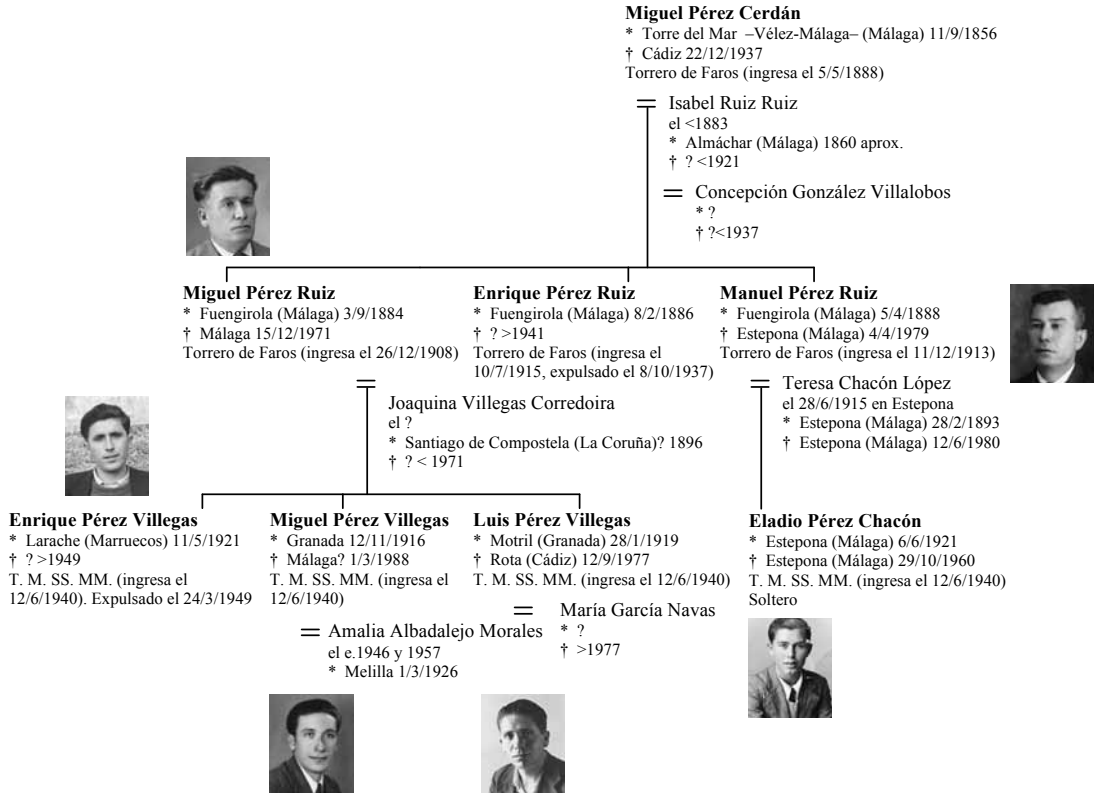 Miguel Pérez Cerdán
* Torre del Mar –Vélez-Málaga– (Málaga) 11/9/1856
† Cádiz 22/12/1937
Torrero de Faros (ingresa el 5/5/1888)
Isabel Ruiz Ruiz
el <1883
* Almáchar (Málaga) 1860 aprox.
† ? <1921
Concepción González Villalobos
* ?
† ?<1937
Miguel Pérez Ruiz
* Fuengirola (Málaga) 3/9/1884
† Málaga 15/12/1971
Torrero de Faros (ingresa el 26/12/1908)
Enrique Pérez Ruiz
* Fuengirola (Málaga) 8/2/1886
† ? >1941
Torrero de Faros (ingresa el
10/7/1915, expulsado el 8/10/1937)
Manuel Pérez Ruiz
* Fuengirola (Málaga) 5/4/1888
† Estepona (Málaga) 4/4/1979
Torrero de Faros (ingresa el 11/12/1913)
Joaquina Villegas Corredoira
el ?
* Santiago de Compostela (La Coruña)? 1896
† ? < 1971
Teresa Chacón López
el 28/6/1915 en Estepona
* Estepona (Málaga) 28/2/1893
† Estepona (Málaga) 12/6/1980
Enrique Pérez Villegas
* Larache (Marruecos) 11/5/1921
† ? >1949
T. M. SS. MM. (ingresa el
12/6/1940). Expulsado el 24/3/1949
Miguel Pérez Villegas
* Granada 12/11/1916
† Málaga? 1/3/1988
T. M. SS. MM. (ingresa el
12/6/1940)
Amalia Albadalejo Morales
el e.1946 y 1957
* Melilla 1/3/1926
Luis Pérez Villegas
* Motril (Granada) 28/1/1919
† Rota (Cádiz) 12/9/1977
T. M. SS. MM. (ingresa el 12/6/1940)
María García Navas
* ?
† >1977
Eladio Pérez Chacón
* Estepona (Málaga) 6/6/1921
† Estepona (Málaga) 29/10/1960
T. M. SS. MM. (ingresa el 12/6/1940)
Soltero